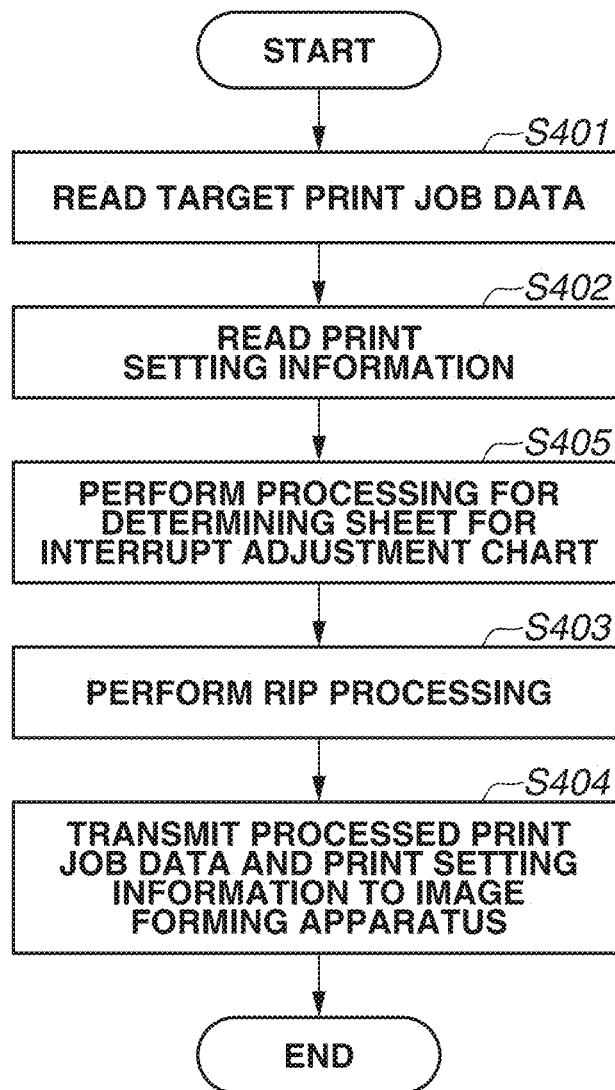 START
S401
READ TARGET PRINT JOB DATA
S402
READ PRINT
SETTING INFORMATION
S405
PERFORM PROCESSING FOR
DETERMINING SHEET FOR
INTERRUPT ADJUSTMENT CHART
S403
PERFORM RIP PROCESSING
S404
TRANSMIT PROCESSED PRINT
JOB DATA AND PRINT SETTING
INFORMATION TO IMAGE
FORMING APPARATUS
END